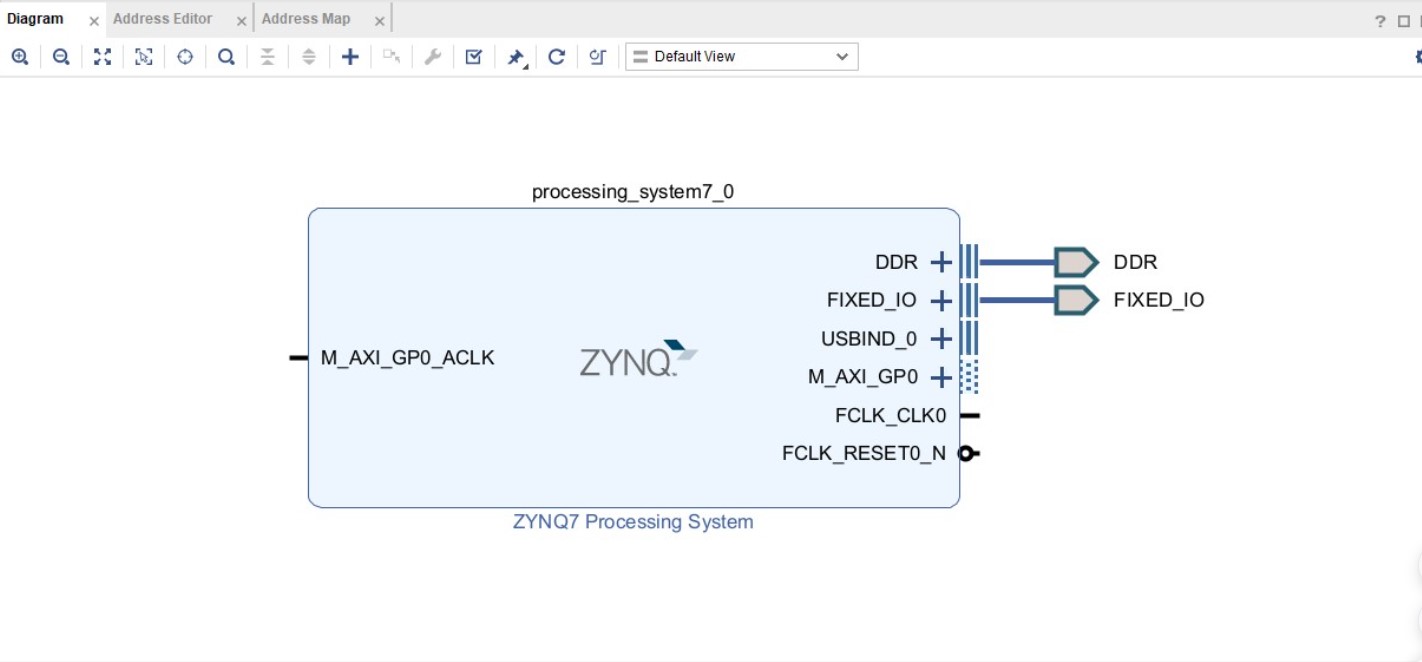 Diagram
Address Editor
Address Map
?
Default View
processing_system7_0
DDR
DDR
FIXED_IO
FIXED_IO
USBIND_0
M_AXI_GP0_ACLK
ZYNQ
M_AXI_GP0
FCLK_CLK0
FCLK_RESET0_N
ZYNQ7 Processing System